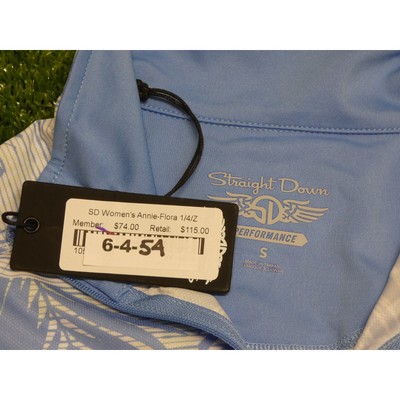 SD Women's Annie-Flora 1/4/Z
Member: $74.00 Retail: $115.00
6-4-54
Straight Down
SD
PERFORMANCE
S